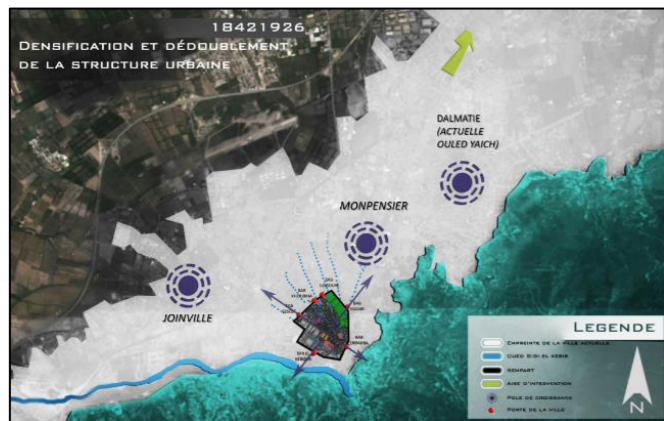 18421926
DENSIFICATION ET DÉDOUBLEMENT
DE LA STRUCTURE URBAINE
DALMATIE
(ACTUELLE
OULED YAICH)
MONPENSIER
JOINVILLE
BAB
LEGENDE
EMPREINTE DE LA VILLE ACTUELLE
OUED SIDI EL KEBIR
REMPART
AIRE D'INTERVENTION
POLE DE CROISSANCE
PORTE DE LA VILLE
N